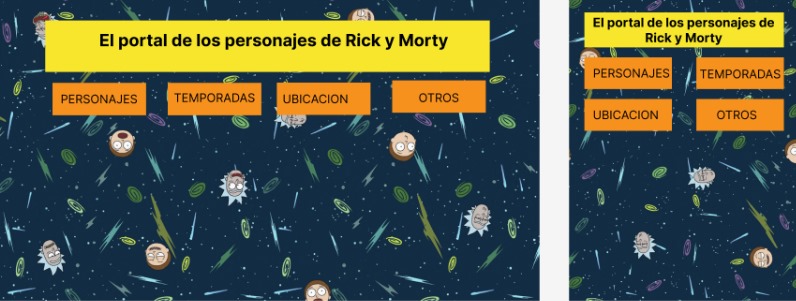 El portal de los personajes de Rick y Morty
PERSONAJES
TEMPORADAS
UBICACION
OTROS
El portal de los personajes de
Rick y Morty
PERSONAJES
TEMPORADAS
UBICACION
OTROS